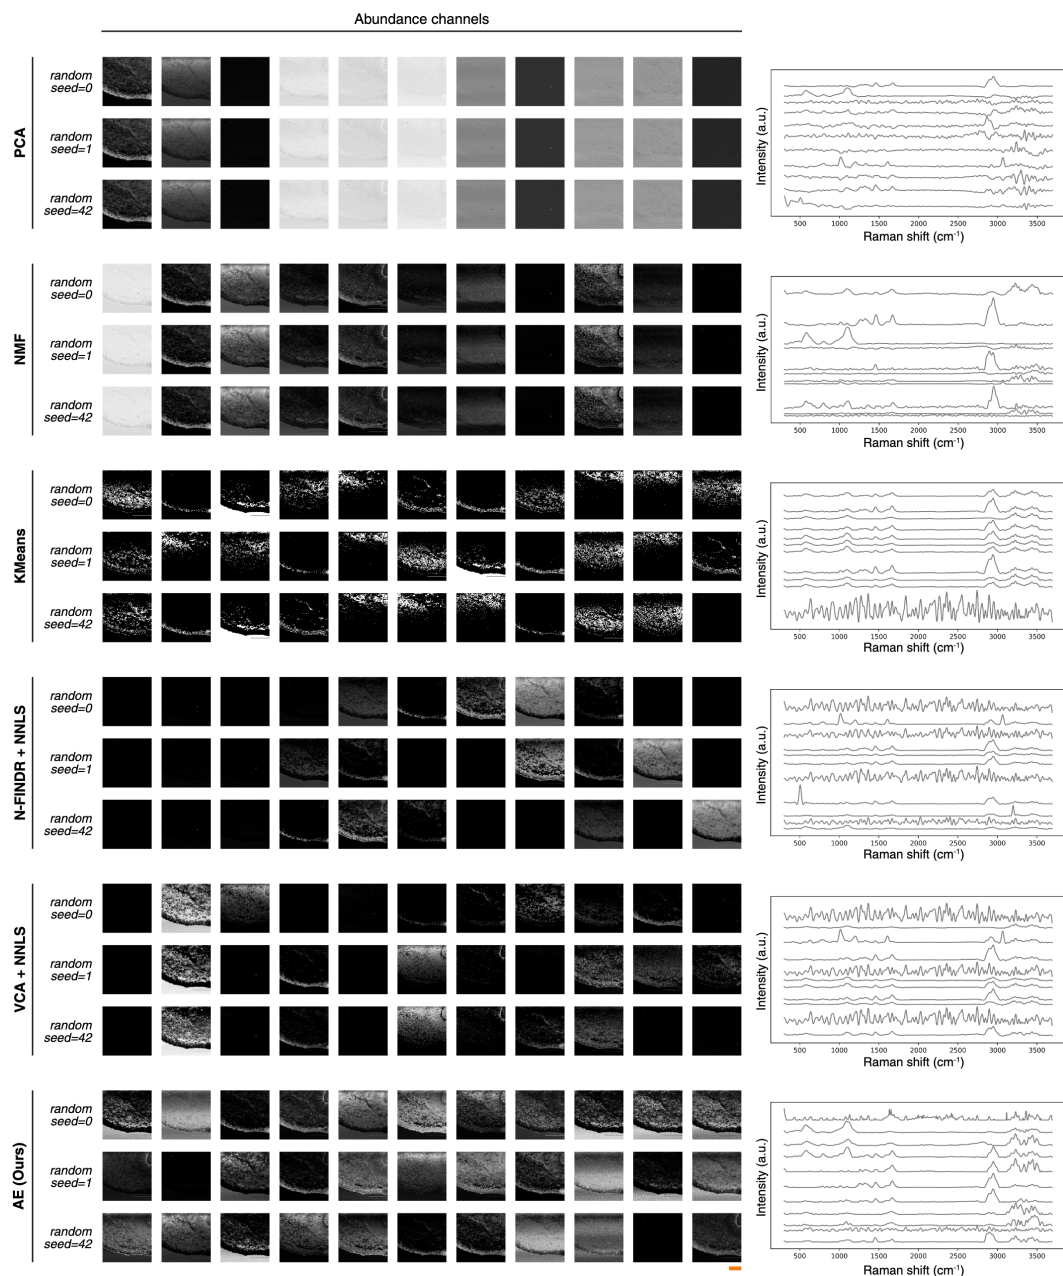 Abundance channels
PCA
random
seed=0
random
seed=1
random
seed=42
Intensity (a.u.)
500 1000 1500 2000 2500 3000 3500
Raman shift (cm⁻¹)
NMF
random
seed=0
random
seed=1
random
seed=42
Intensity (a.u.)
500 1000 1500 2000 2500 3000 3500
Raman shift (cm⁻¹)
KMeans
random
seed=0
random
seed=1
random
seed=42
Intensity (a.u.)
500 1000 1500 2000 2500 3000 3500
Raman shift (cm⁻¹)
N-FINDR + NNLS
random
seed=0
random
seed=1
random
seed=42
Intensity (a.u.)
500 1000 1500 2000 2500 3000 3500
Raman shift (cm⁻¹)
VCA + NNLS
random
seed=0
random
seed=1
random
seed=42
Intensity (a.u.)
500 1000 1500 2000 2500 3000 3500
Raman shift (cm⁻¹)
AE (Ours)
random
seed=0
random
seed=1
random
seed=42
Intensity (a.u.)
500 1000 1500 2000 2500 3000 3500
Raman shift (cm⁻¹)